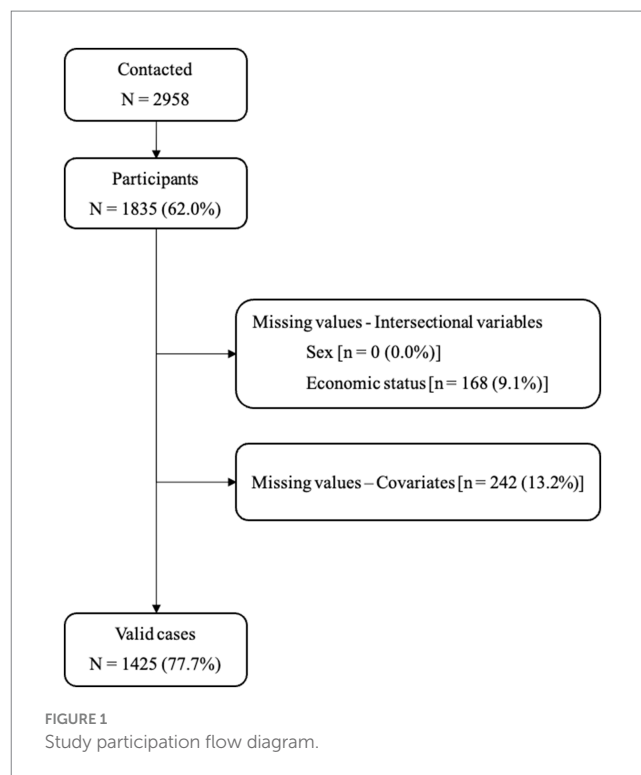 Contacted
N = 2958
Participants
N = 1835 (62.0%)
Missing values - Intersectional variables
Sex [n = 0 (0.0%)]
Economic status [n = 168 (9.1%)]
Missing values – Covariates [n = 242 (13.2%)]
Valid cases
N = 1425 (77.7%)
FIGURE 1
Study participation flow diagram.